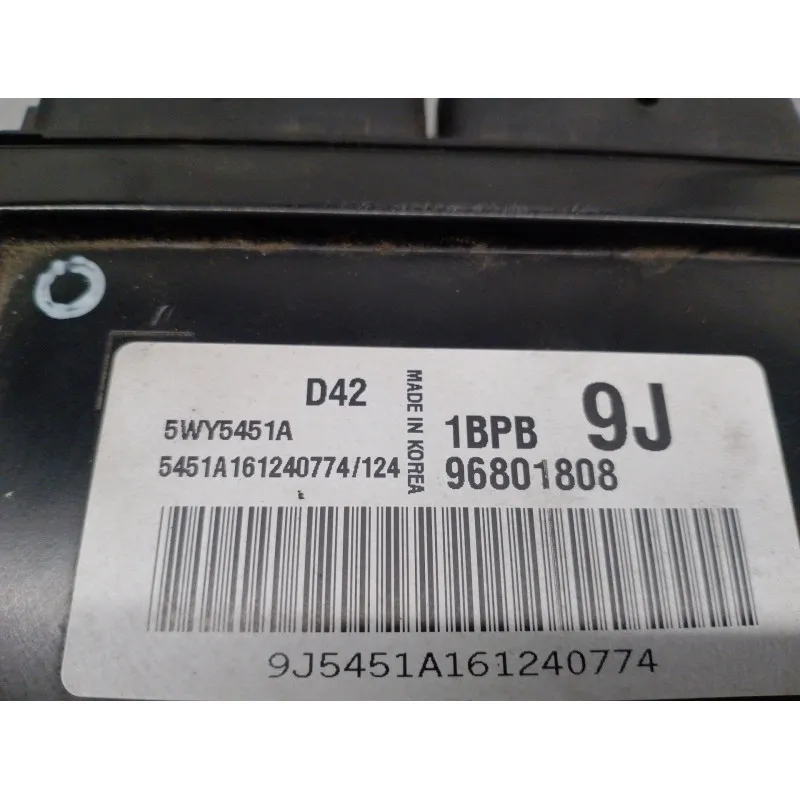 D42
5WY5451A
5451A161240774/124
MADE IN KOREA
1BPB 9J
96801808
9J5451A161240774